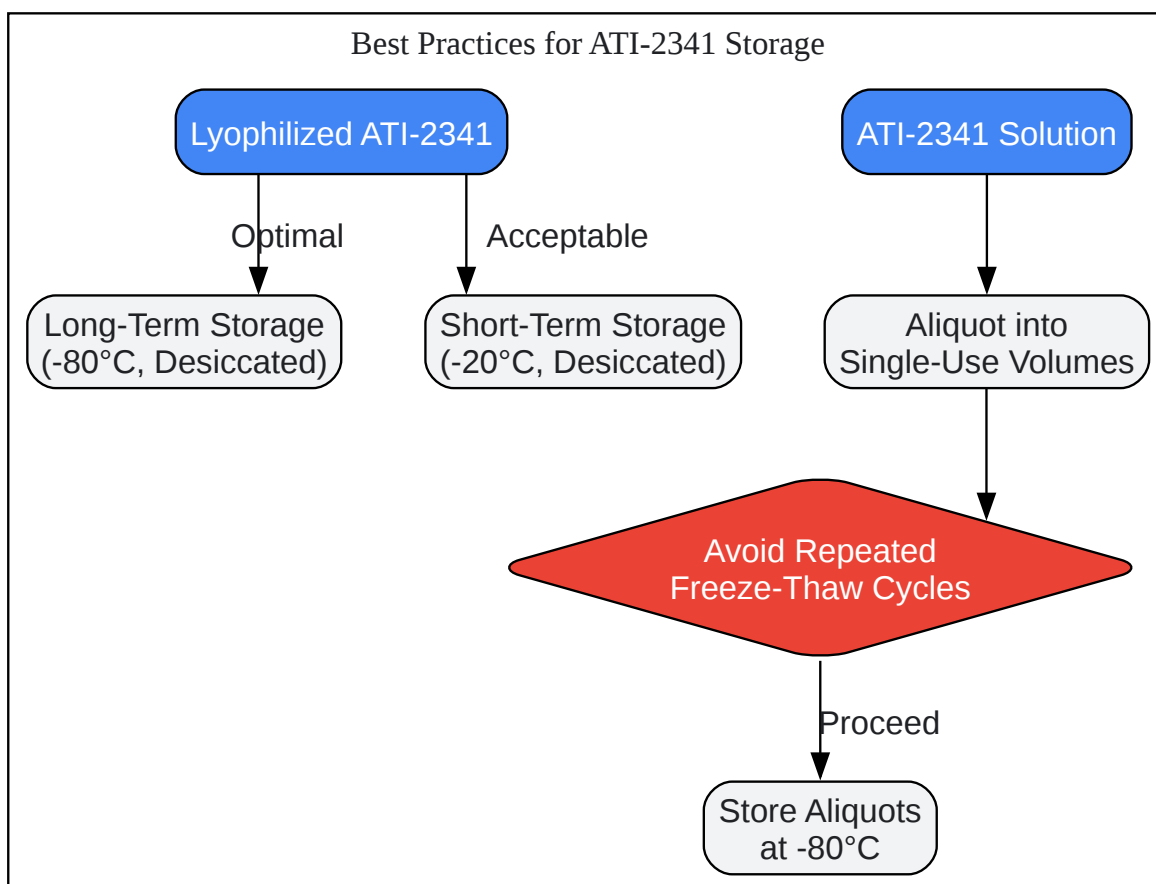 Best Practices for ATI-2341 Storage
Lyophilized ATI-2341
ATI-2341 Solution
Optimal
Acceptable
Long-Term Storage
(-80°C, Desiccated)
Short-Term Storage
(-20°C, Desiccated)
Aliquot into
Single-Use Volumes
Avoid Repeated
Freeze-Thaw Cycles
Proceed
Store Aliquots
at -80°C